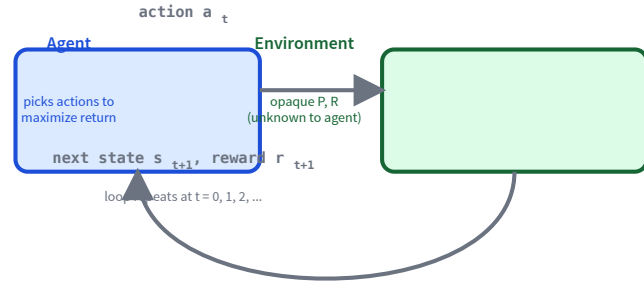 action a t
Agent
Environment
picks actions to
maximize return
opaque P, R
(unknown to agent)
next state s t+1, reward r t+1
loop repeats at t = 0, 1, 2, ...